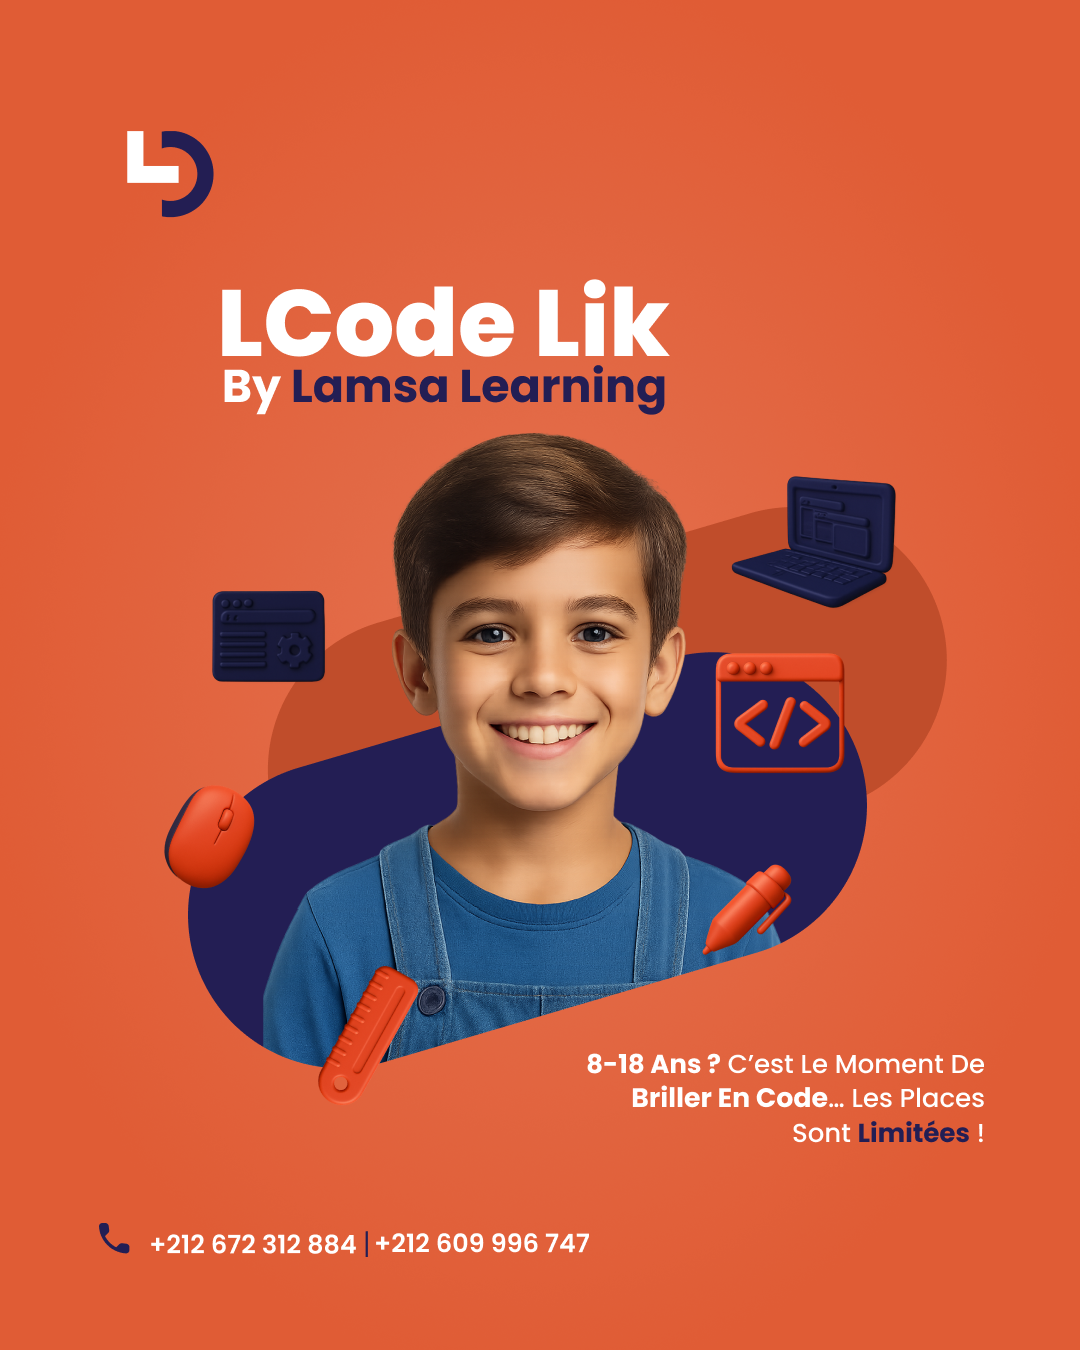 LCode Lik
By Lamsa Learning
8-18 Ans ? C’est Le Moment De
Briller En Code... Les Places
Sont Limitées !
+212 672 312 884 | +212 609 996 747